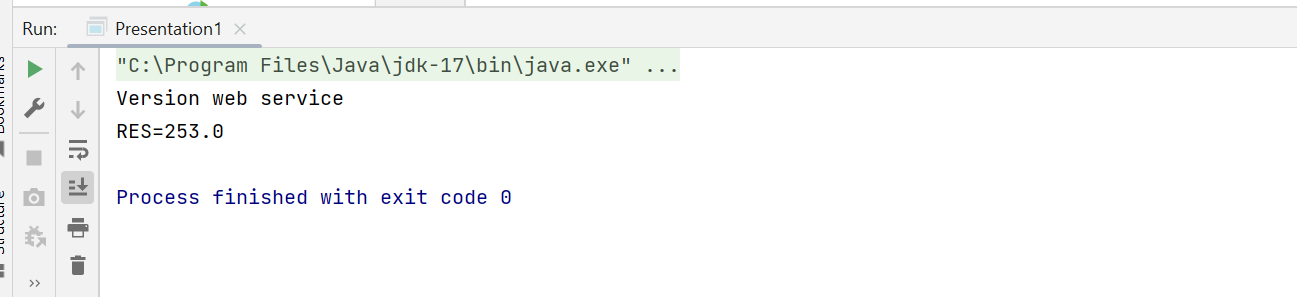 Run: Presentation1
"C:\Program Files\Java\jdk-17\bin\java.exe" ...
Version web service
RES=253.0
Process finished with exit code 0
Structure